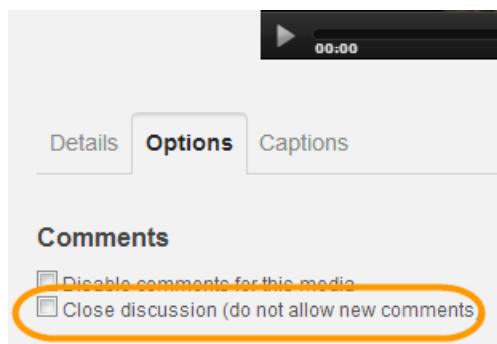 00:00
Details Options Captions
Comments
Disable comments for this media
Close discussion (do not allow new comments